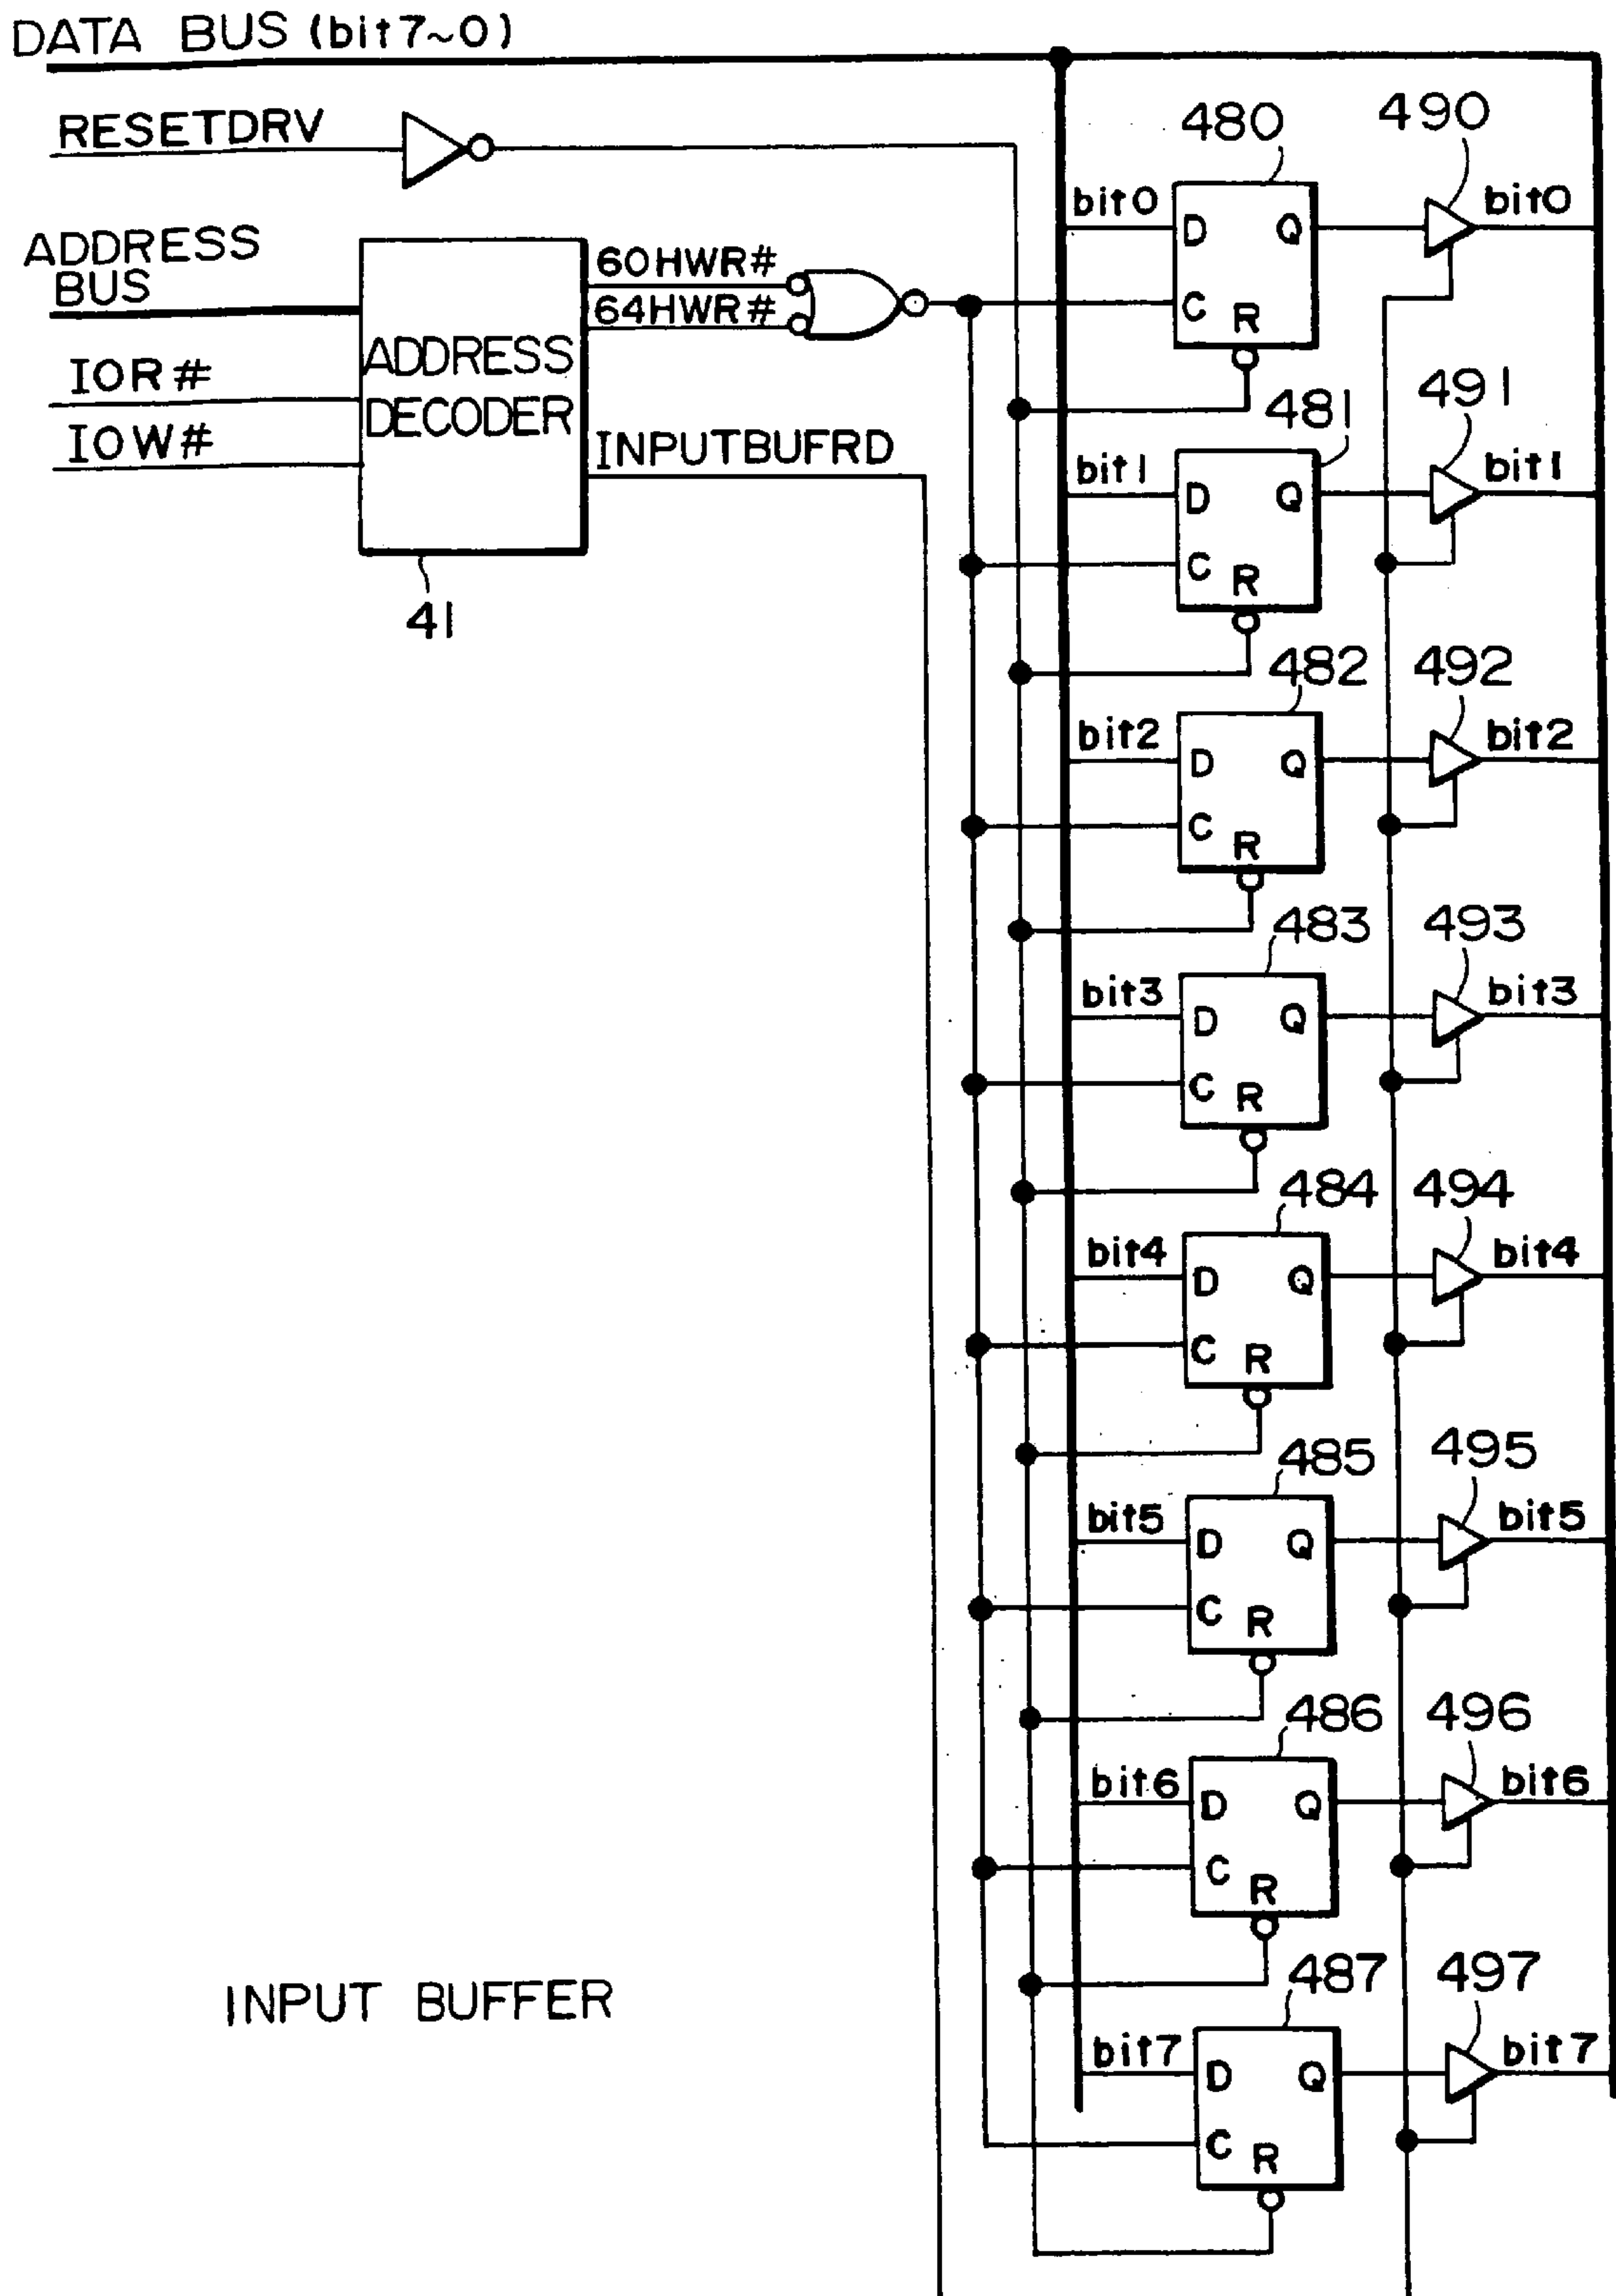 DATA BUS (bit7~0)
RESETDRV
ADDRESS
BUS
IOR#
IOW#
ADDRESS
DECODER
41
60HWR#
64HWR#
INPUTBUFRD
480
490
bit0
D
Q
C
R
bit0
481
491
bit1
D
Q
C
R
bit1
482
492
bit2
D
Q
C
R
bit2
483
493
bit3
D
Q
C
R
bit3
484
494
bit4
D
Q
C
R
bit4
485
495
bit5
D
Q
C
R
bit5
486
496
bit6
D
Q
C
R
bit6
487
497
bit7
D
Q
C
R
bit7
INPUT BUFFER